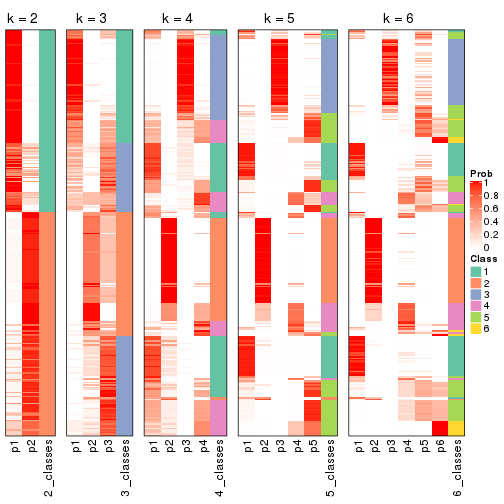 k = 2
k = 3
k = 4
k = 5
k = 6
Prob
1
0.8
0.6
0.4
0.2
0
Class
1
2
3
4
5
6
p1
p2
2_classes
p1
p2
p3
3_classes
p1
p2
p3
p4
4_classes
p1
p2
p3
p4
p5
5_classes
p1
p2
p3
p4
p5
p6
6_classes